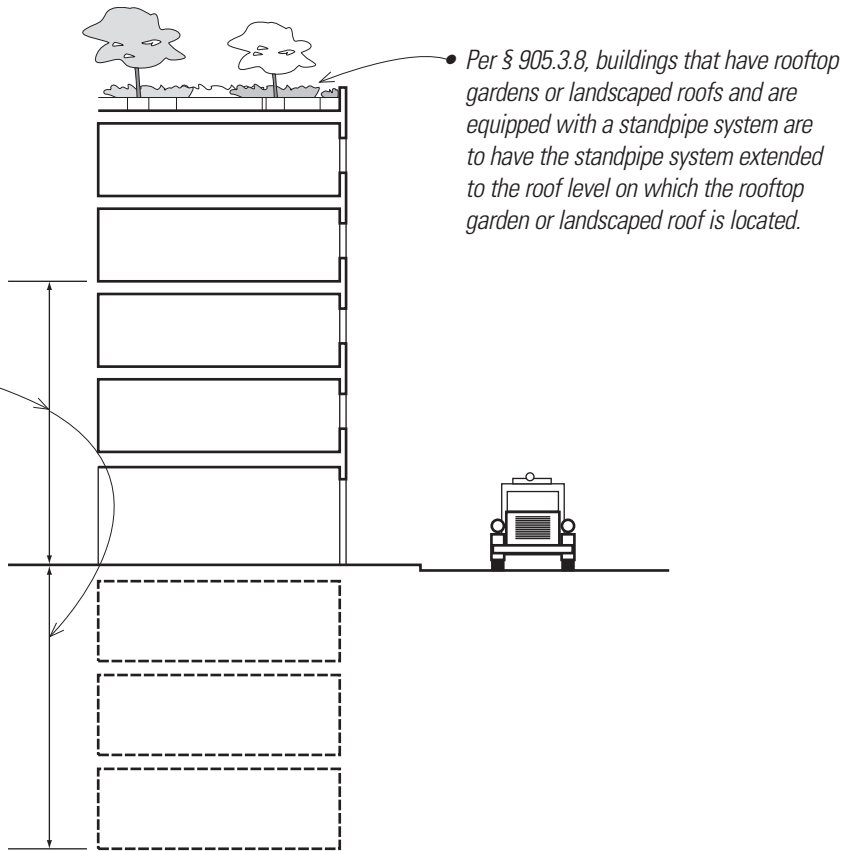 Per § 905.3.8, buildings that have rooftop
gardens or landscaped roofs and are
equipped with a standpipe system are
to have the standpipe system extended
to the roof level on which the rooftop
garden or landscaped roof is located.